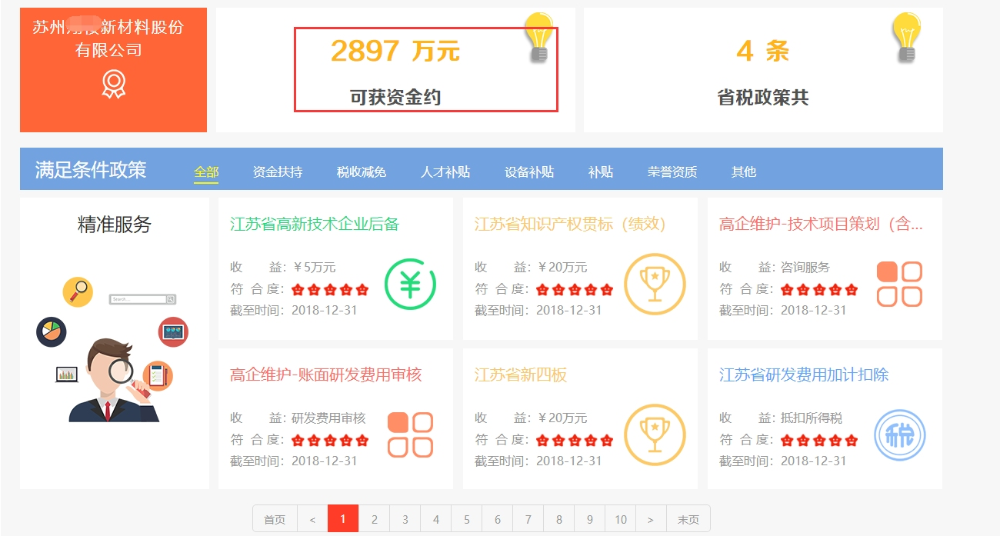 苏州 新材料股份
有限公司
2897 万元
可获资金约
4 条
省税政策共
满足条件政策 全部 资金扶持 税收减免 人才补贴 设备补贴 补贴 荣誉资质 其他
精准服务
Search...
江苏省高新技术企业后备
收 益：￥5万元
符 合 度：
截至时间：2018-12-31
江苏省知识产权贯标（绩效）
收 益：￥20万元
符 合 度：
截至时间：2018-12-31
高企维护-技术项目策划（含...
收 益：咨询服务
符 合 度：
截至时间：2018-12-31
高企维护-账面研发费用审核
收 益：研发费用审核
符 合 度：
截至时间：2018-12-31
江苏省新四板
收 益：￥20万元
符 合 度：
截至时间：2018-12-31
江苏省研发费用加计扣除
收 益：抵扣所得税
符 合 度：
截至时间：2018-12-31
税
首页 < 1 2 3 4 5 6 7 8 9 10 > 末页